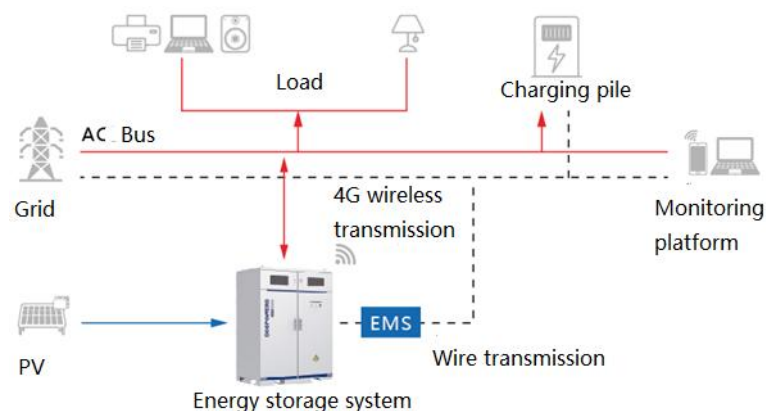 Load
Charging pile
AC Bus
Grid
4G wireless
transmission
Monitoring
platform
EMS
PV
Wire transmission
Energy storage system